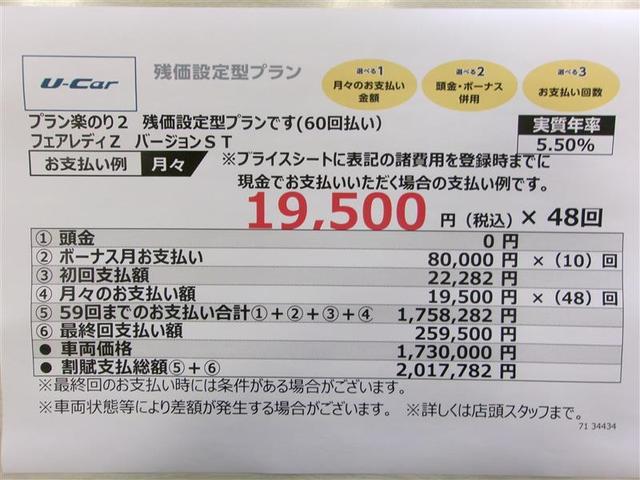 U-Car 残価設定型プラン
選べる1 月々のお支払い金額
選べる2 頭金・ボーナス併用
選べる3 お支払い回数
プラン楽のり2 残価設定型プランです(60回払い)
フェアレディZ バージョンST
実質年率
5.50%
お支払い例 月々
※プライスシートに表記の諸費用を登録時までに
現金でお支払いいただく場合の支払い例です。
19,500 円（税込）× 48回
① 頭金 0 円
② ボーナス月お支払い 80,000 円 ×（10）回
③ 初回支払額 22,282 円
④ 月々のお支払い額 19,500 円 ×（48）回
⑤ 59回までのお支払い合計①＋②＋③＋④ 1,758,282 円
⑥ 最終回支払い額 259,500 円
● 車両価格 1,730,000 円
● 割賦支払総額⑤＋⑥ 2,017,782 円
※最終回のお支払い時には条件がある場合がございます。
※車両状態等により差額が発生する場合がございます。 ※詳しくは店頭スタッフまで。
71 34434